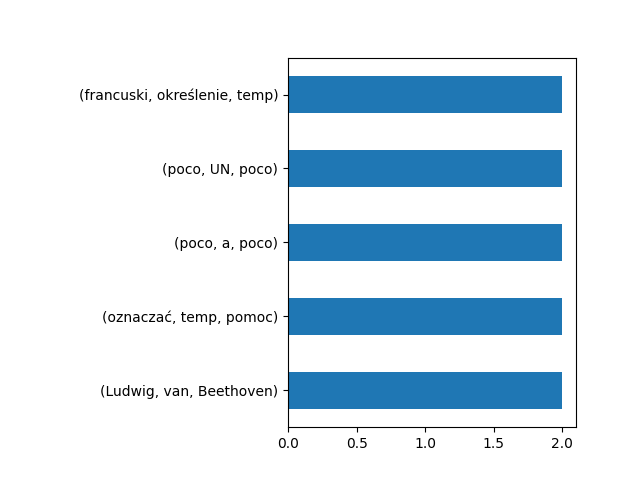 (francuski, określenie, temp)
(poco, UN, poco)
(poco, a, poco)
(oznaczać, temp, pomoc)
(Ludwig, van, Beethoven)
0.0 0.5 1.0 1.5 2.0